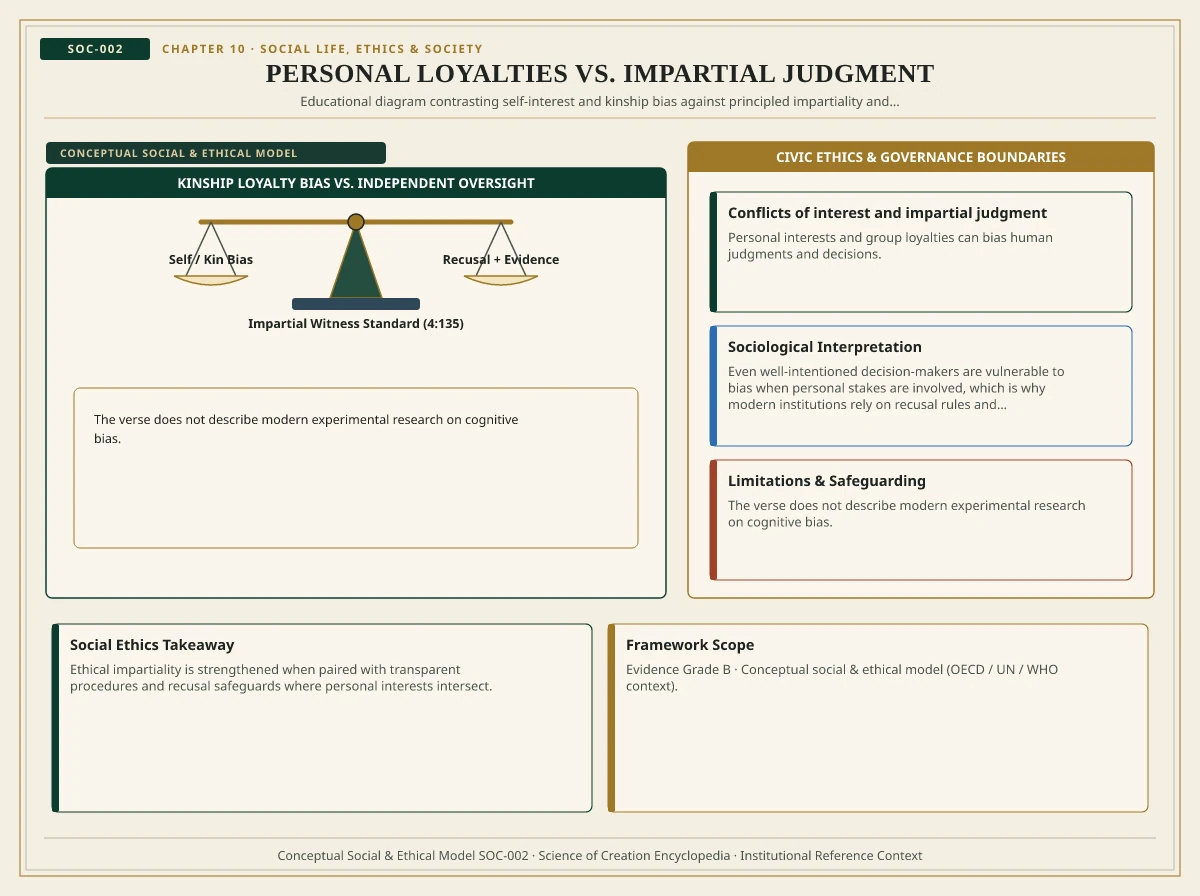 SOC-002
CHAPTER 10 · SOCIAL LIFE, ETHICS & SOCIETY
PERSONAL LOYALTIES VS. IMPARTIAL JUDGMENT
Educational diagram contrasting self-interest and kinship bias against principled impartiality and...
CONCEPTUAL SOCIAL & ETHICAL MODEL
KINSHIP LOYALTY BIAS VS. INDEPENDENT OVERSIGHT
Self / Kin Bias
Recusal + Evidence
Impartial Witness Standard (4:135)
The verse does not describe modern experimental research on cognitive
bias.
CIVIC ETHICS & GOVERNANCE BOUNDARIES
Conflicts of interest and impartial judgment
Personal interests and group loyalties can bias human
judgments and decisions.
Sociological Interpretation
Even well-intentioned decision-makers are vulnerable to
bias when personal stakes are involved, which is why
modern institutions rely on recusal rules and...
Limitations & Safeguarding
The verse does not describe modern experimental research
on cognitive bias.
Social Ethics Takeaway
Ethical impartiality is strengthened when paired with transparent
procedures and recusal safeguards where personal interests intersect.
Framework Scope
Evidence Grade B · Conceptual social & ethical model (OECD / UN / WHO
context).
Conceptual Social & Ethical Model SOC-002 · Science of Creation Encyclopedia · Institutional Reference Context